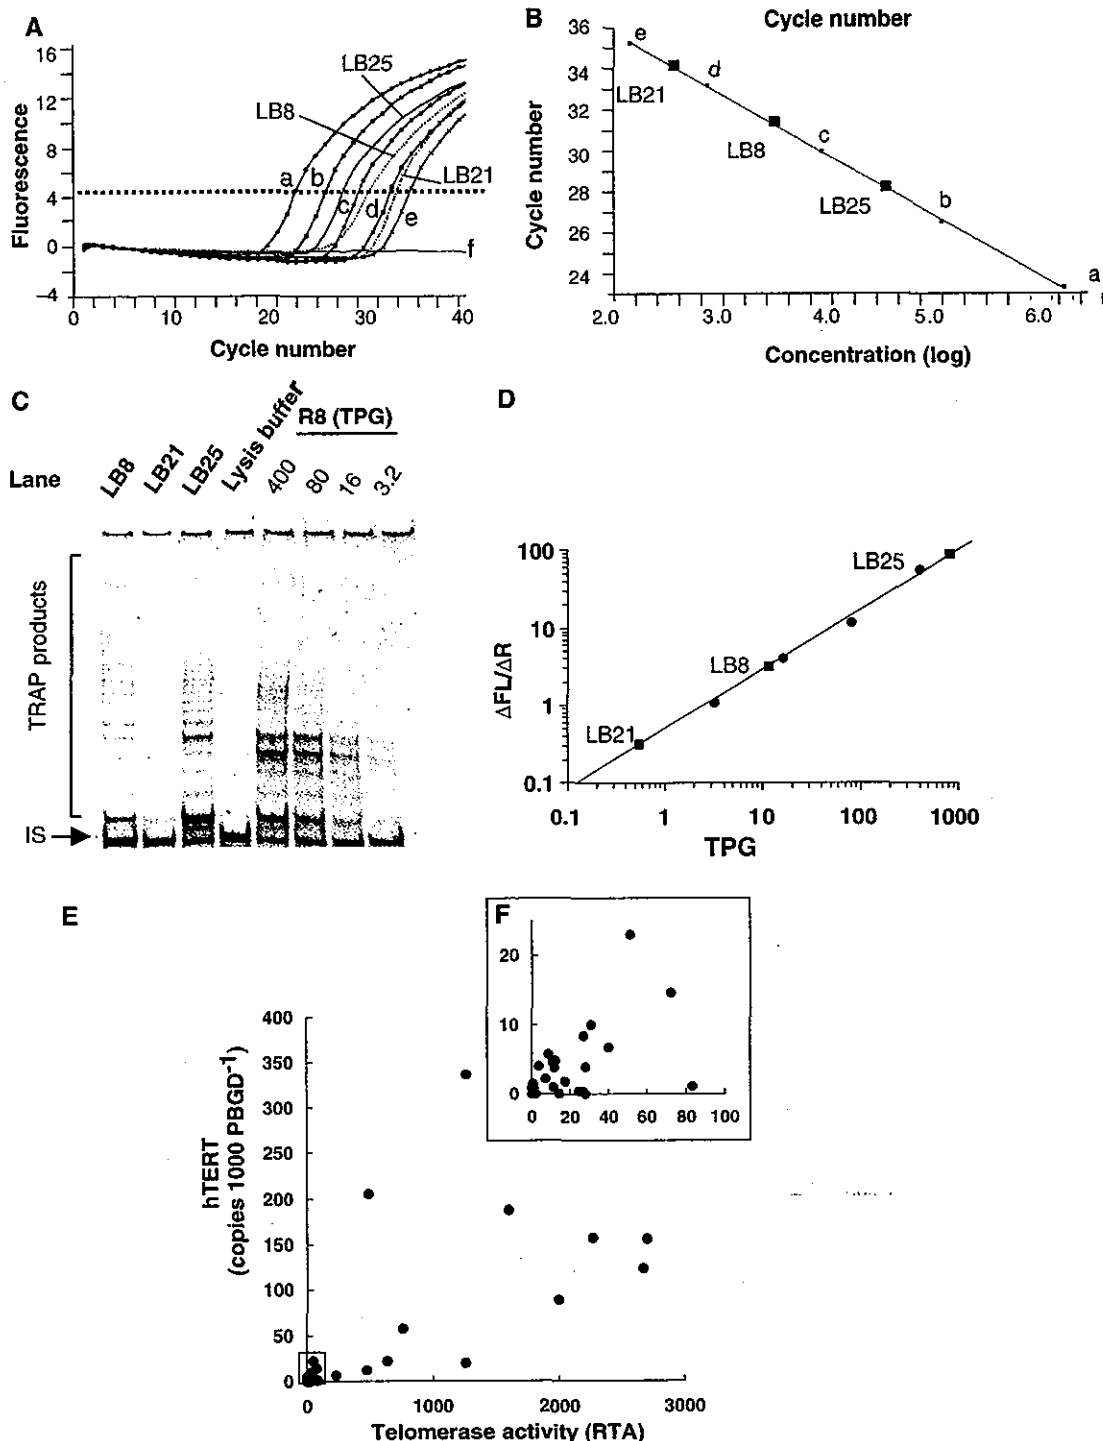 A
Fluorescence
16
12
8
4
0
−4
LB25
LB8
LB21
a
b
c
d
e
f
0
10
20
30
40
Cycle number
B
Cycle number
Cycle number
36
34
32
30
28
26
24
e
d
c
b
a
LB21
LB8
LB25
2.0
3.0
4.0
5.0
6.0
Concentration (log)
C
Lane
LB8
LB21
LB25
Lysis buffer
R8 (TPG)
400
80
16
3.2
TRAP products
IS
D
ΔFL/ΔR
100
10
1
0.1
LB25
LB8
LB21
0.1
1
10
100
1000
TPG
E
hTERT
(copies 1000 PBGD−1)
400
350
300
250
200
150
100
50
0
0
1000
2000
3000
Telomerase activity (RTA)
F
20
10
0
0
20
40
60
80
100